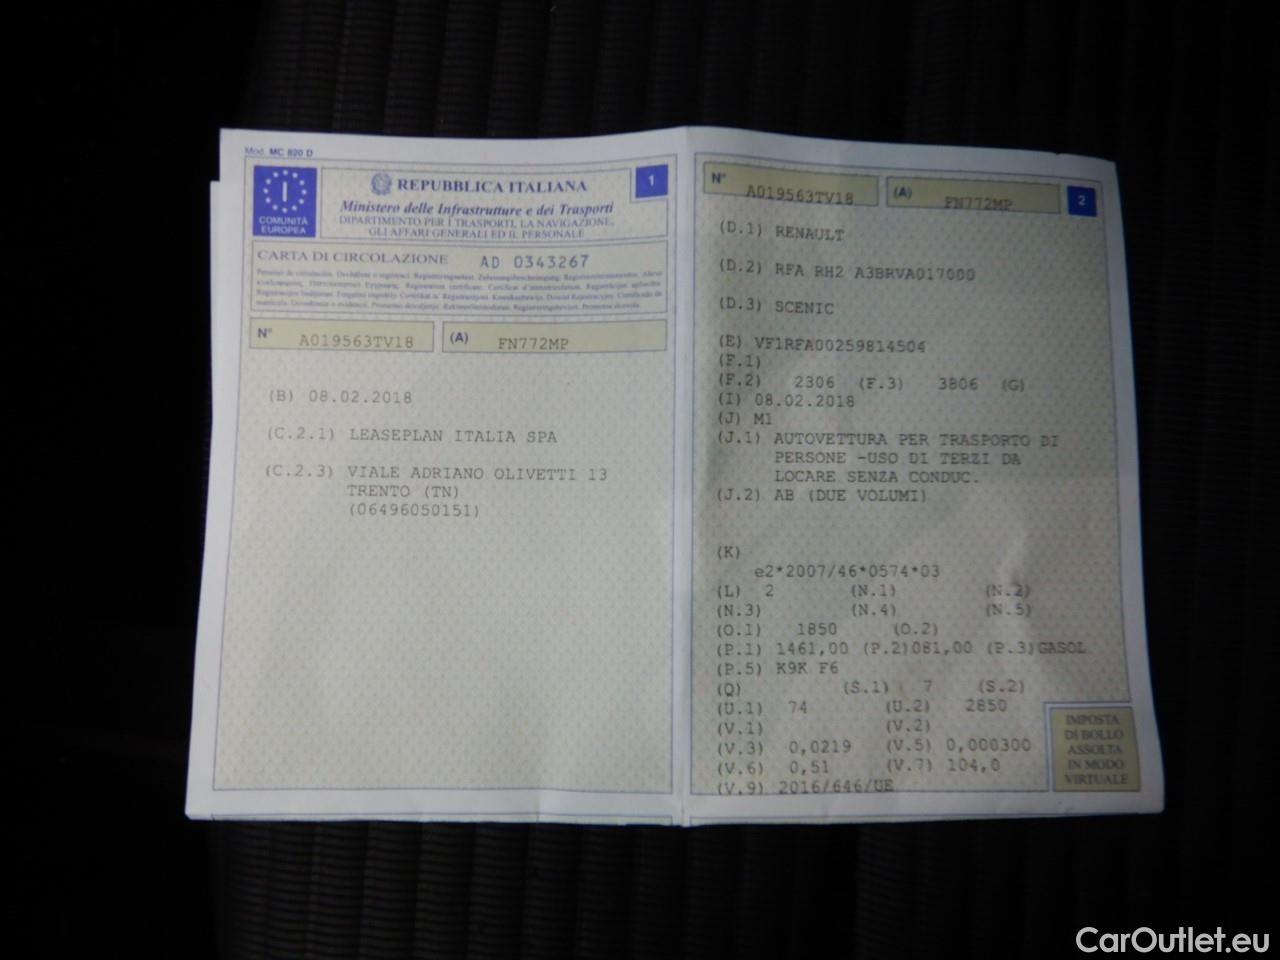 Mod. MC 820 D
I
COMUNITÀ
EUROPEA
REPUBBLICA ITALIANA
1
Ministero delle Infrastrutture e dei Trasporti
DIPARTIMENTO PER I TRASPORTI, LA NAVIGAZIONE,
GLI AFFARI GENERALI ED IL PERSONALE
CARTA DI CIRCOLAZIONE AD 0343267
N° A019563TV18 (A) FN772MP
(B) 08.02.2018
(C.2.1) LEASEPLAN ITALIA SPA
(C.2.3) VIALE ADRIANO OLIVETTI 13
TRENTO (TN)
(06496050151)
N° A019563TV18 (A) FN772MP 2
(D.1) RENAULT
(D.2) RFA RH2 A3BRVA017000
(D.3) SCENIC
(E) VF1RFA00259814504
(F.1)
(F.2) 2306 (F.3) 3806 (G)
(I) 08.02.2018
(J) M1
(J.1) AUTOVETTURA PER TRASPORTO DI
PERSONE -USO DI TERZI DA
LOCARE SENZA CONDUC.
(J.2) AB (DUE VOLUMI)
(K)
e2*2007/46*0574*03
(L) 2 (N.1) (N.2)
(N.3) (N.4) (N.5)
(O.1) 1850 (O.2)
(P.1) 1461,00 (P.2)081,00 (P.3)GASOL
(P.5) K9K F6
(Q) (S.1) 7 (S.2)
(U.1) 74 (U.2) 2850
(V.1) (V.2)
(V.3) 0,0219 (V.5) 0,000300
(V.6) 0,51 (V.7) 104,0
(V.9) 2016/646/UE
IMPOSTA
DI BOLLO
ASSOLTA
IN MODO
VIRTUALE
CarOutlet.eu